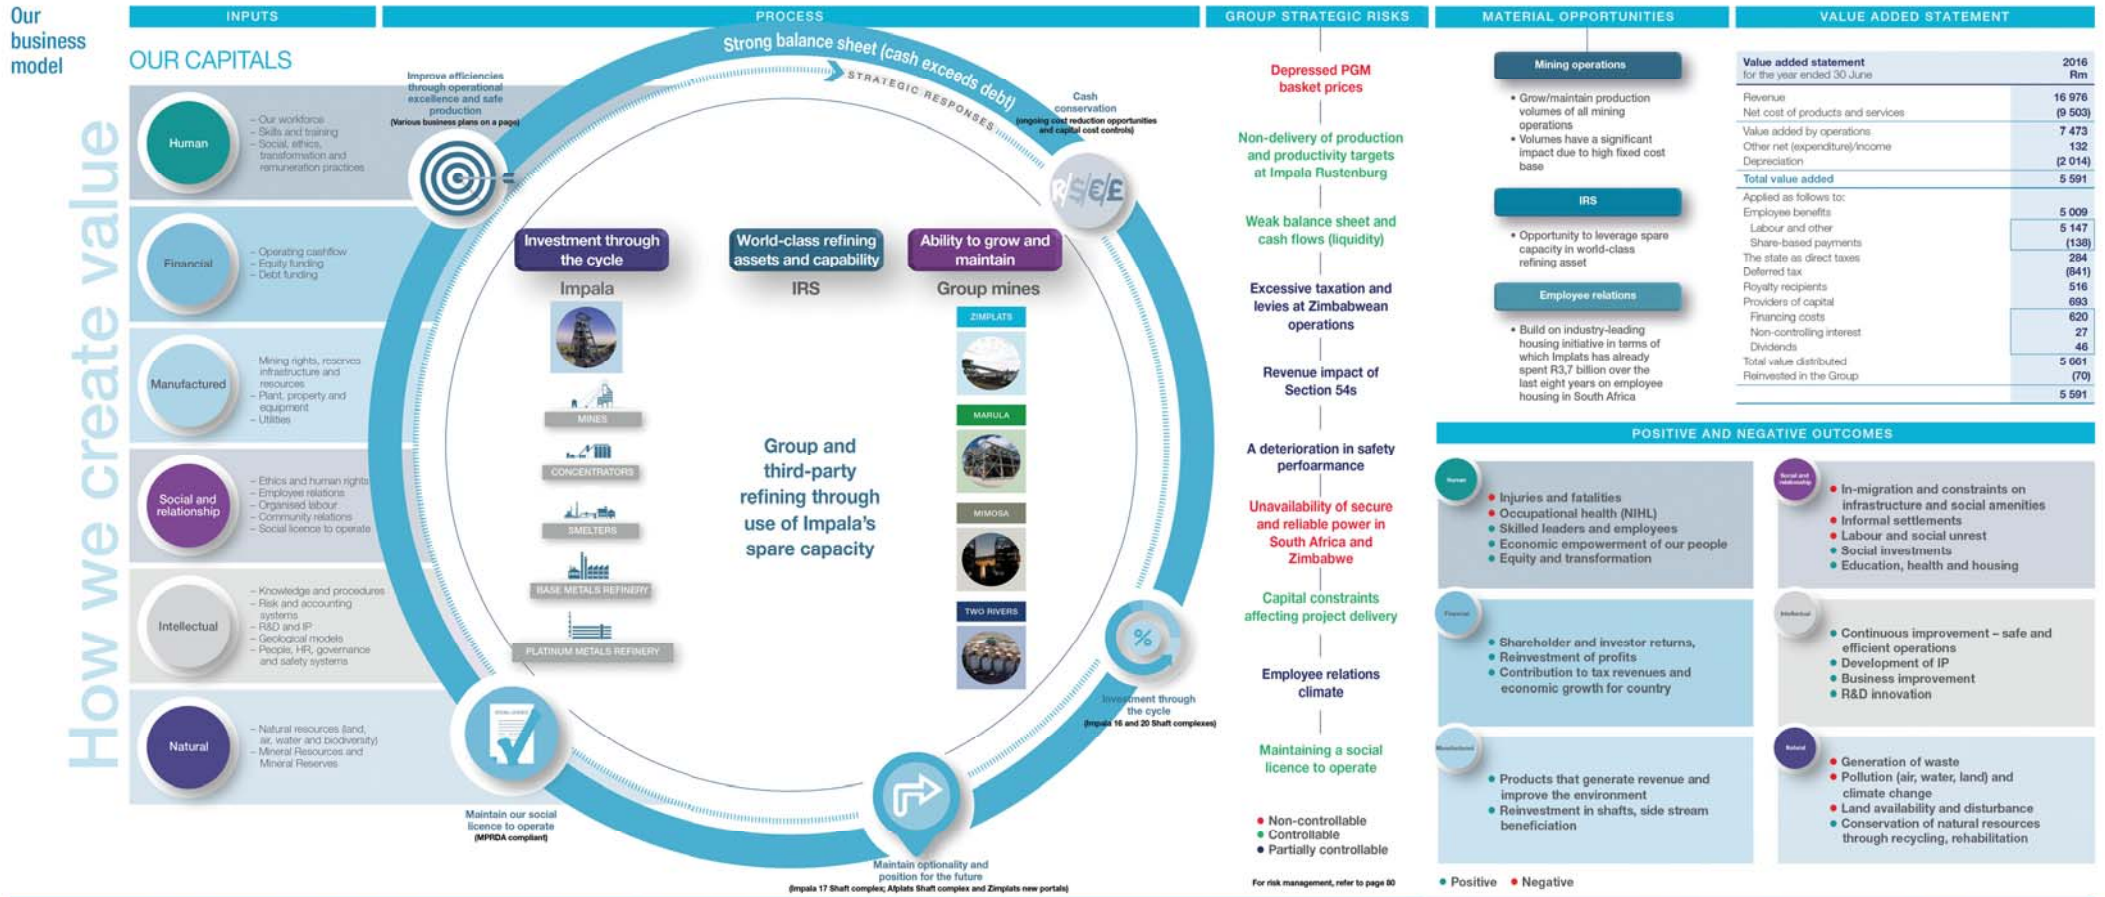 Our
business
model
How we create value
INPUTS
OUR CAPITALS
Human
– Our workforce
– Skills and training
– Social, ethics,
transformation and
remuneration practices
Financial
– Operating cashflow
– Equity funding
– Debt funding
Manufactured
Mining rights, reserves
infrastructure and
resources
– Plant, property and
equipment
– Utilities
Social and
relationship
– Ethics and human rights
– Employee relations
– Organised labour
– Community relations
– Social licence to operate
Intellectual
– Knowledge and procedures
– Risk and accounting
systems
– R&D and IP
– Geological models
– People, HR, governance
and safety systems
Natural
– Natural resources (land,
air, water and biodiversity)
– Mineral Resources and
Mineral Reserves
PROCESS
Strong balance sheet (cash exceeds debt)
STRATEGIC RESPONSES
Improve efficiencies
through operational
excellence and safe
production
(Various business plans on a page)
Cash
conservation
(ongoing cost reduction opportunities
and capital cost controls)
R/$/€/£
Investment through
the cycle
Impala
MINES
CONCENTRATORS
SMELTERS
BASE METALS REFINERY
PLATINUM METALS REFINERY
World-class refining
assets and capability
IRS
Group and
third-party
refining through
use of Impala's
spare capacity
Ability to grow and
maintain
Group mines
ZIMPLATS
MARULA
MIMOSA
TWO RIVERS
%
Investment through
the cycle
(Impala 16 and 20 Shaft complexes)
Maintain our social
licence to operate
(MPRDA compliant)
Maintain optionality and
position for the future
(Impala 17 Shaft complex; Afplats Shaft complex and Zimplats new portals)
GROUP STRATEGIC RISKS
Depressed PGM
basket prices
Non-delivery of production
and productivity targets
at Impala Rustenburg
Weak balance sheet and
cash flows (liquidity)
Excessive taxation and
levies at Zimbabwean
operations
Revenue impact of
Section 54s
A deterioration in safety
perfoarmance
Unavailability of secure
and reliable power in
South Africa and
Zimbabwe
Capital constraints
affecting project delivery
Employee relations
climate
Maintaining a social
licence to operate
• Non-controllable
• Controllable
• Partially controllable
For risk management, refer to page 80
MATERIAL OPPORTUNITIES
Mining operations
• Grow/maintain production
volumes of all mining
operations
• Volumes have a significant
impact due to high fixed cost
base
IRS
• Opportunity to leverage spare
capacity in world-class
refining asset
Employee relations
• Build on industry-leading
housing initiative in terms of
which Implats has already
spent R3,7 billion over the
last eight years on employee
housing in South Africa
VALUE ADDED STATEMENT
Value added statement 2016
for the year ended 30 June Rm
Revenue 16 976
Net cost of products and services (9 503)
Value added by operations 7 473
Other net (expenditure)/income 132
Depreciation (2 014)
Total value added 5 591
Applied as follows to:
Employee benefits 5 009
Labour and other 5 147
Share-based payments (138)
The state as direct taxes 284
Deferred tax (841)
Royalty recipients 516
Providers of capital 693
Financing costs 620
Non-controlling interest 27
Dividends 46
Total value distributed 5 661
Reinvested in the Group (70)
5 591
POSITIVE AND NEGATIVE OUTCOMES
Human
• Injuries and fatalities
• Occupational health (NIHL)
• Skilled leaders and employees
• Economic empowerment of our people
• Equity and transformation
Social and
relationship
• In-migration and constraints on
infrastructure and social amenities
• Informal settlements
• Labour and social unrest
• Social investments
• Education, health and housing
Financial
• Shareholder and investor returns,
• Reinvestment of profits
• Contribution to tax revenues and
economic growth for country
Intellectual
• Continuous improvement – safe and
efficient operations
• Development of IP
• Business improvement
• R&D innovation
Manufactured
• Products that generate revenue and
improve the environment
• Reinvestment in shafts, side stream
beneficiation
Natural
• Generation of waste
• Pollution (air, water, land) and
climate change
• Land availability and disturbance
• Conservation of natural resources
through recycling, rehabilitation
• Positive • Negative